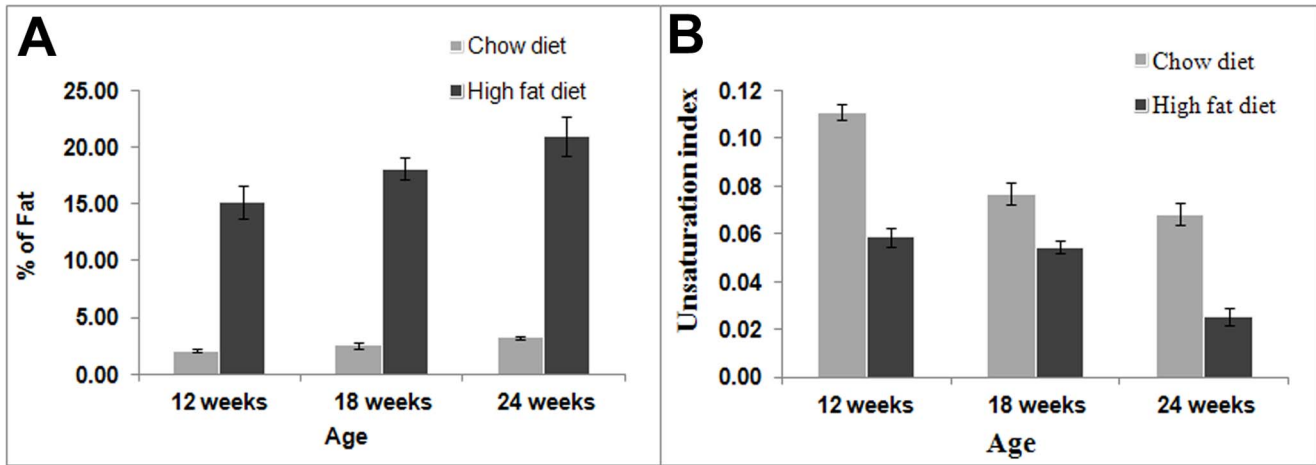 A
Chow diet
High fat diet
25.00
20.00
15.00
10.00
5.00
0.00
% of Fat
12 weeks
18 weeks
24 weeks
Age
B
Chow diet
High fat diet
0.12
0.10
0.08
0.06
0.04
0.02
0.00
Unsaturation index
12 weeks
18 weeks
24 weeks
Age